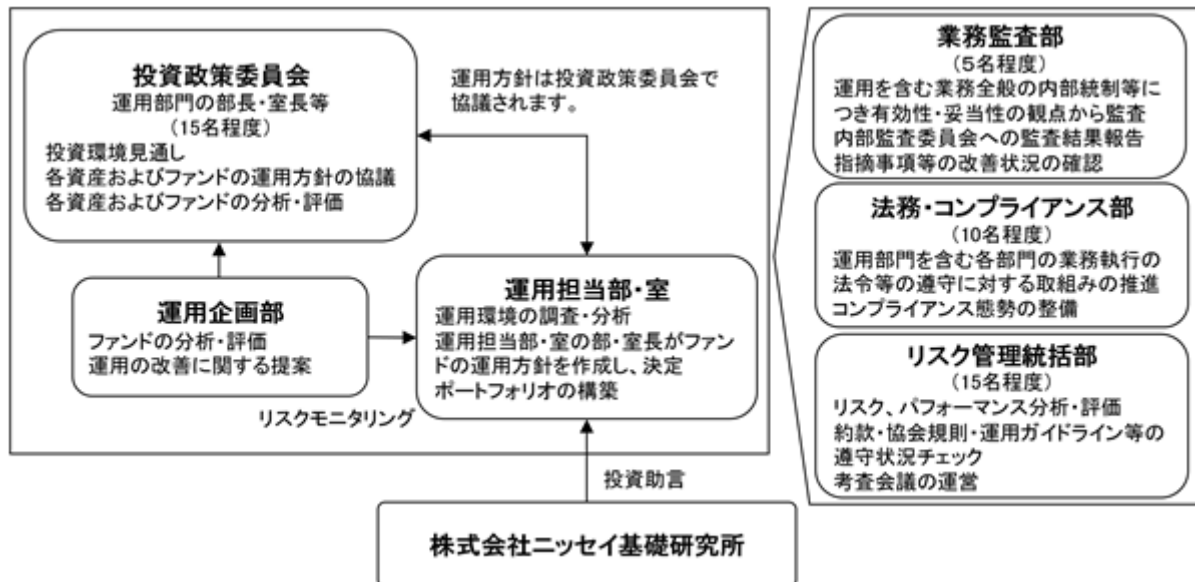 投資政策委員会
運用部門の部長・室長等
(15名程度)
投資環境見通し
各資産およびファンドの運用方針の協議
各資産およびファンドの分析・評価
運用方針は投資政策委員会で
協議されます。
運用企画部
ファンドの分析・評価
運用の改善に関する提案
運用担当部・室
運用環境の調査・分析
運用担当部・室の部・室長がファン
ドの運用方針を作成し、決定
ポートフォリオの構築
リスクモニタリング
投資助言
株式会社ニッセイ基礎研究所
業務監査部
(5名程度)
運用を含む業務全般の内部統制等に
つき有効性・妥当性の観点から監査
内部監査委員会への監査結果報告
指摘事項等の改善状況の確認
法務・コンプライアンス部
(10名程度)
運用部門を含む各部門の業務執行の
法令等の遵守に対する取組みの推進
コンプライアンス態勢の整備
リスク管理統括部
(15名程度)
リスク、パフォーマンス分析・評価
約款・協会規則・運用ガイドライン等の
遵守状況チェック
考査会議の運営